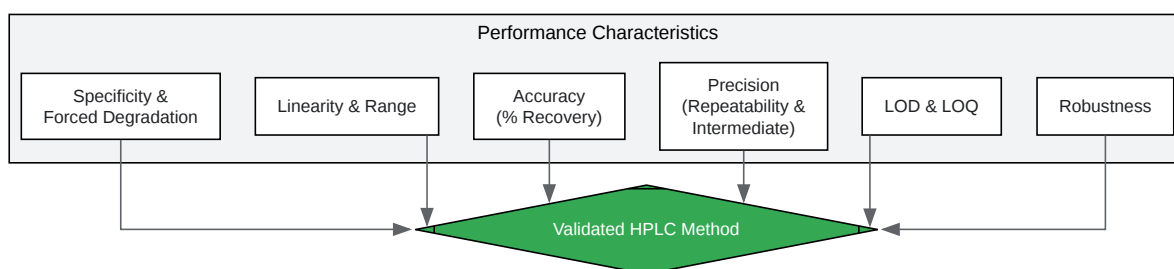 Performance Characteristics
Specificity &
Forced Degradation
Linearity & Range
Accuracy
(% Recovery)
Precision
(Repeatability &
Intermediate)
LOD & LOQ
Robustness
Validated HPLC Method